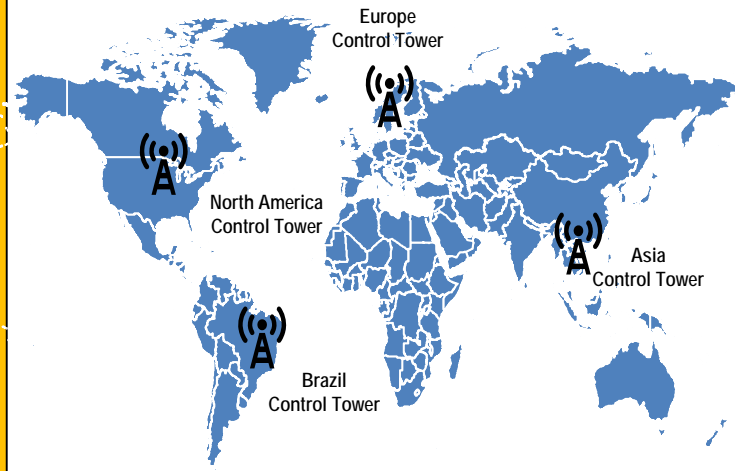 Europe
Control Tower
North America
Control Tower
Asia
Control Tower
Brazil
Control Tower